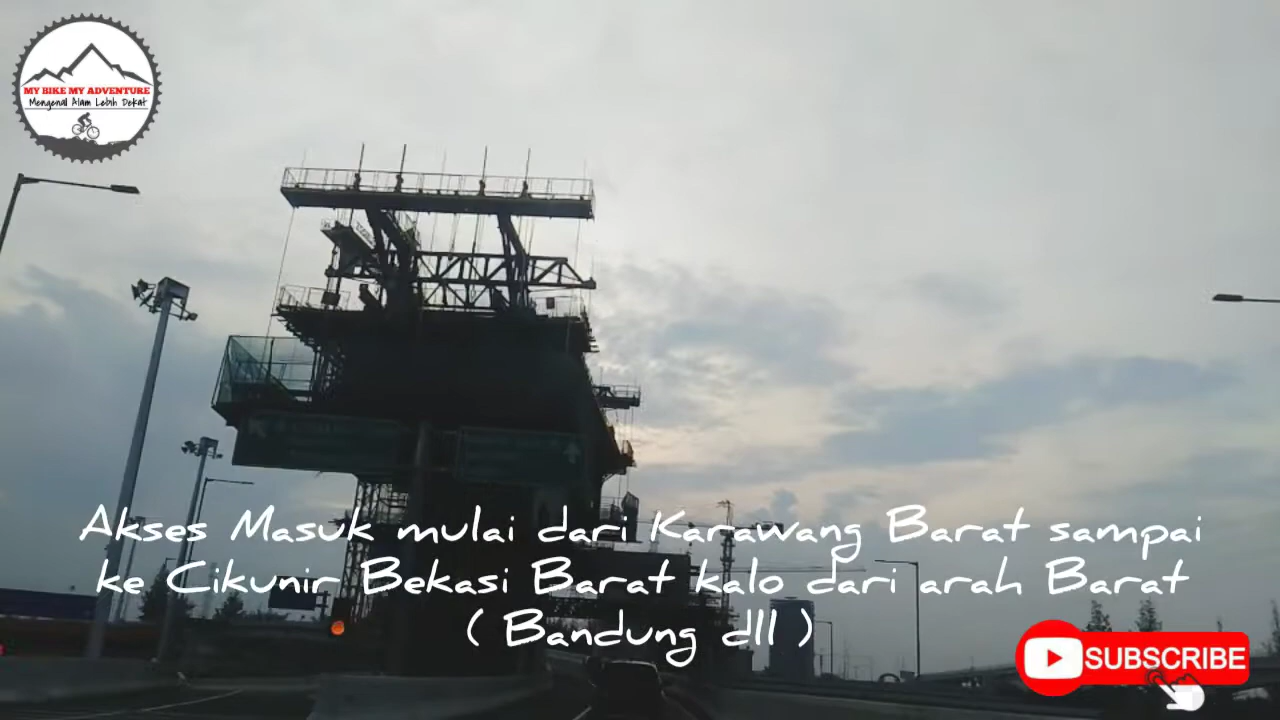 MY BIKE MY ADVENTURE
Mengenal Alam Lebih Dekat
Akses Masuk mulai dari Karawang Barat sampai
ke Cikunir Bekasi Barat kalo dari arah Barat
( Bandung dll )
SUBSCRIBE